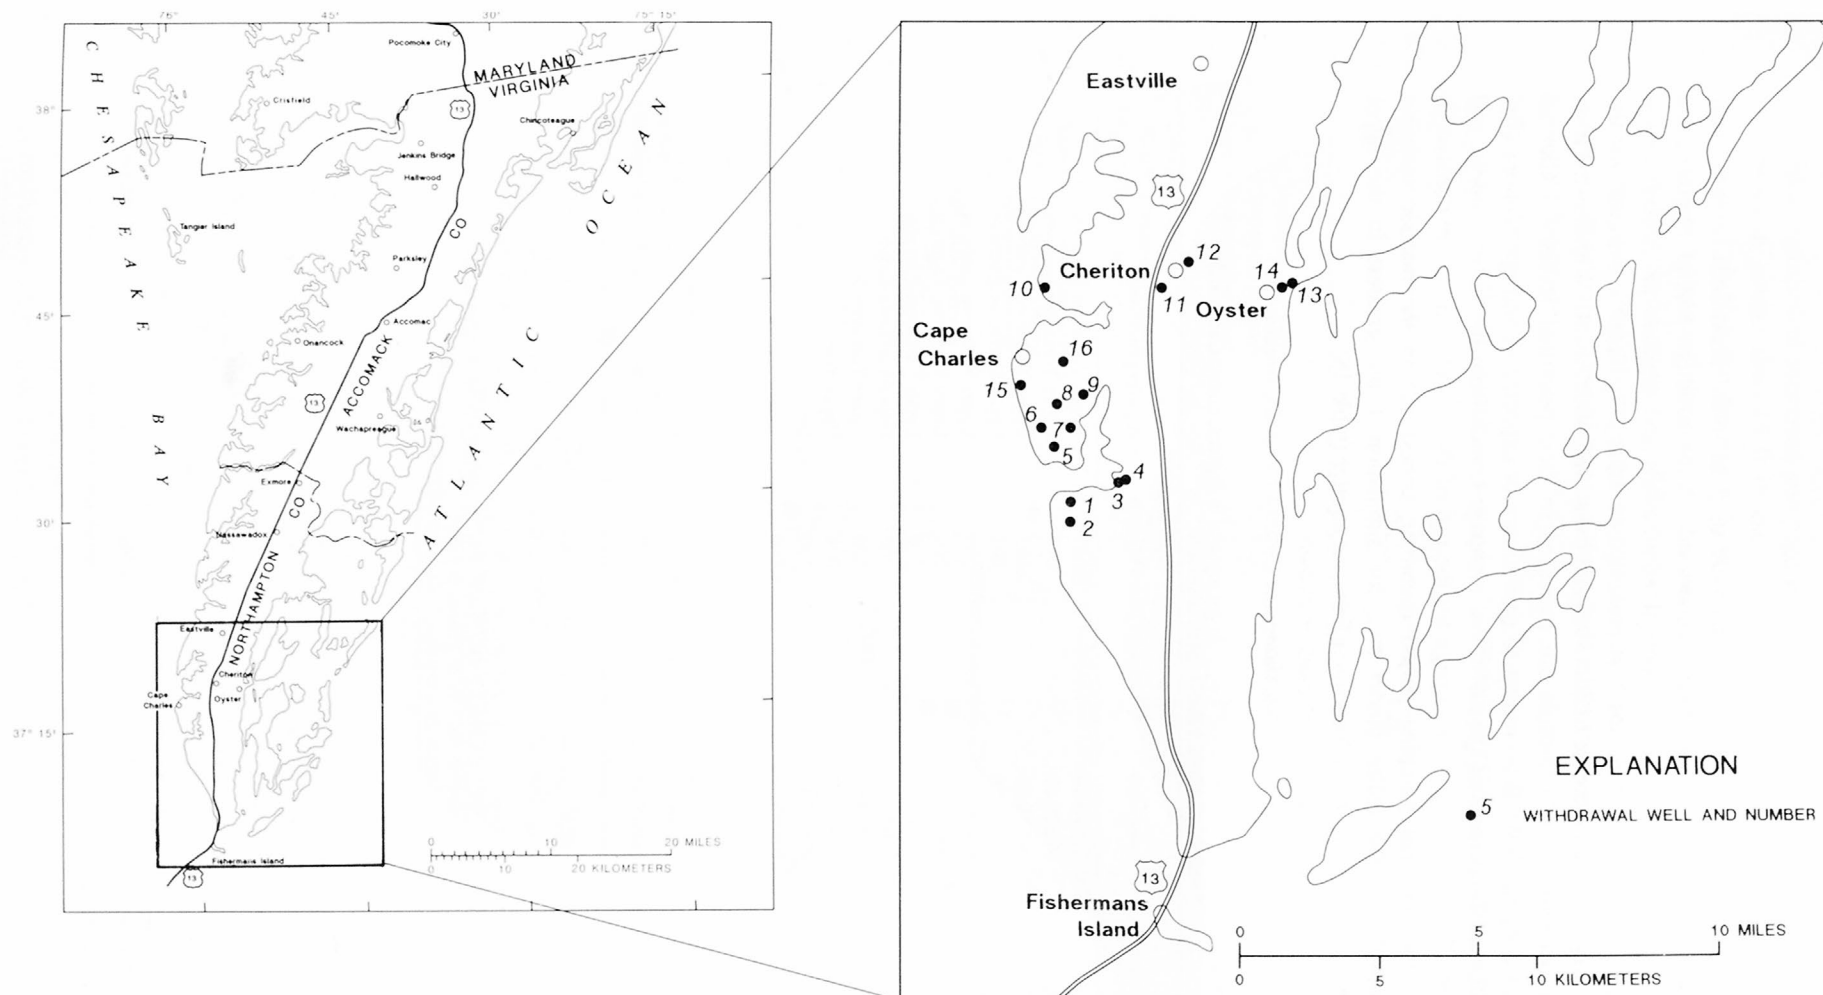 76°
45'
30'
75° 15'
Pocomoke City
MARYLAND
VIRGINIA
38°
Crisfield
13
Chincoteague
Jenkins Bridge
Hallwood
CHESAPEAKE BAY
Tangier Island
CO
Parksley
ATLANTIC OCEAN
45'
Accomac
Onancock
ACCOMACK
13
Wachapreague
Exmore
CO
30'
Nassawadox
NORTHAMPTON
Eastville
Cheriton
Cape
Charles
Oyster
37° 15'
0 10 20 MILES
0 10 20 KILOMETERS
Fishermans Island
13
Eastville
13
12
Cheriton
14
10
11
13
Oyster
Cape
Charles
16
15
8
9
6
7
5
4
3
1
2
EXPLANATION
5 WITHDRAWAL WELL AND NUMBER
13
Fishermans
Island
0 5 10 MILES
0 5 10 KILOMETERS